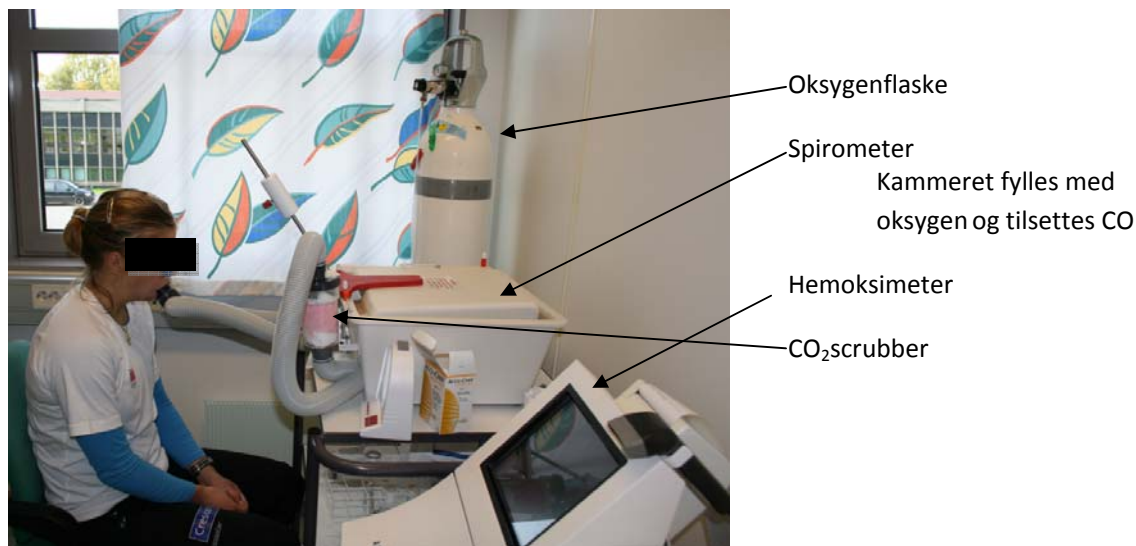 Oksygenflaske
Spirometer
Kammeret fylles med
oksygen og tilsettes CO
Hemoksimeter
CO₂scrubber